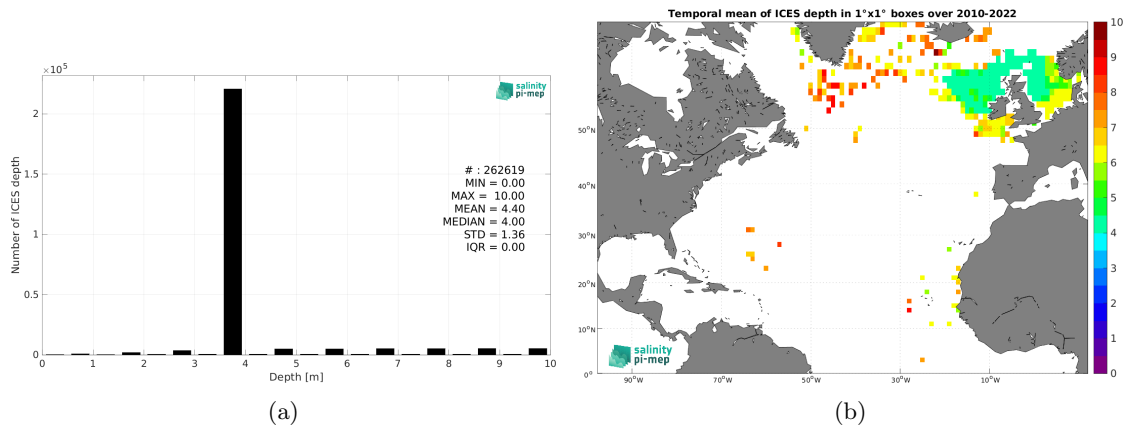 ×10⁵
2
1.5
1
0.5
0
Number of ICES depth
0 1 2 3 4 5 6 7 8 9 10
Depth [m]
salinity
pi-mep
# : 262619
MIN = 0.00
MAX = 10.00
MEAN = 4.40
MEDIAN = 4.00
STD = 1.36
IQR = 0.00
(a)
Temporal mean of ICES depth in 1°x1° boxes over 2010-2022
50°N
40°N
30°N
20°N
10°N
0°
90°W 70°W 50°W 30°W 10°W
salinity
pi-mep
10
9
8
7
6
5
4
3
2
1
0
(b)